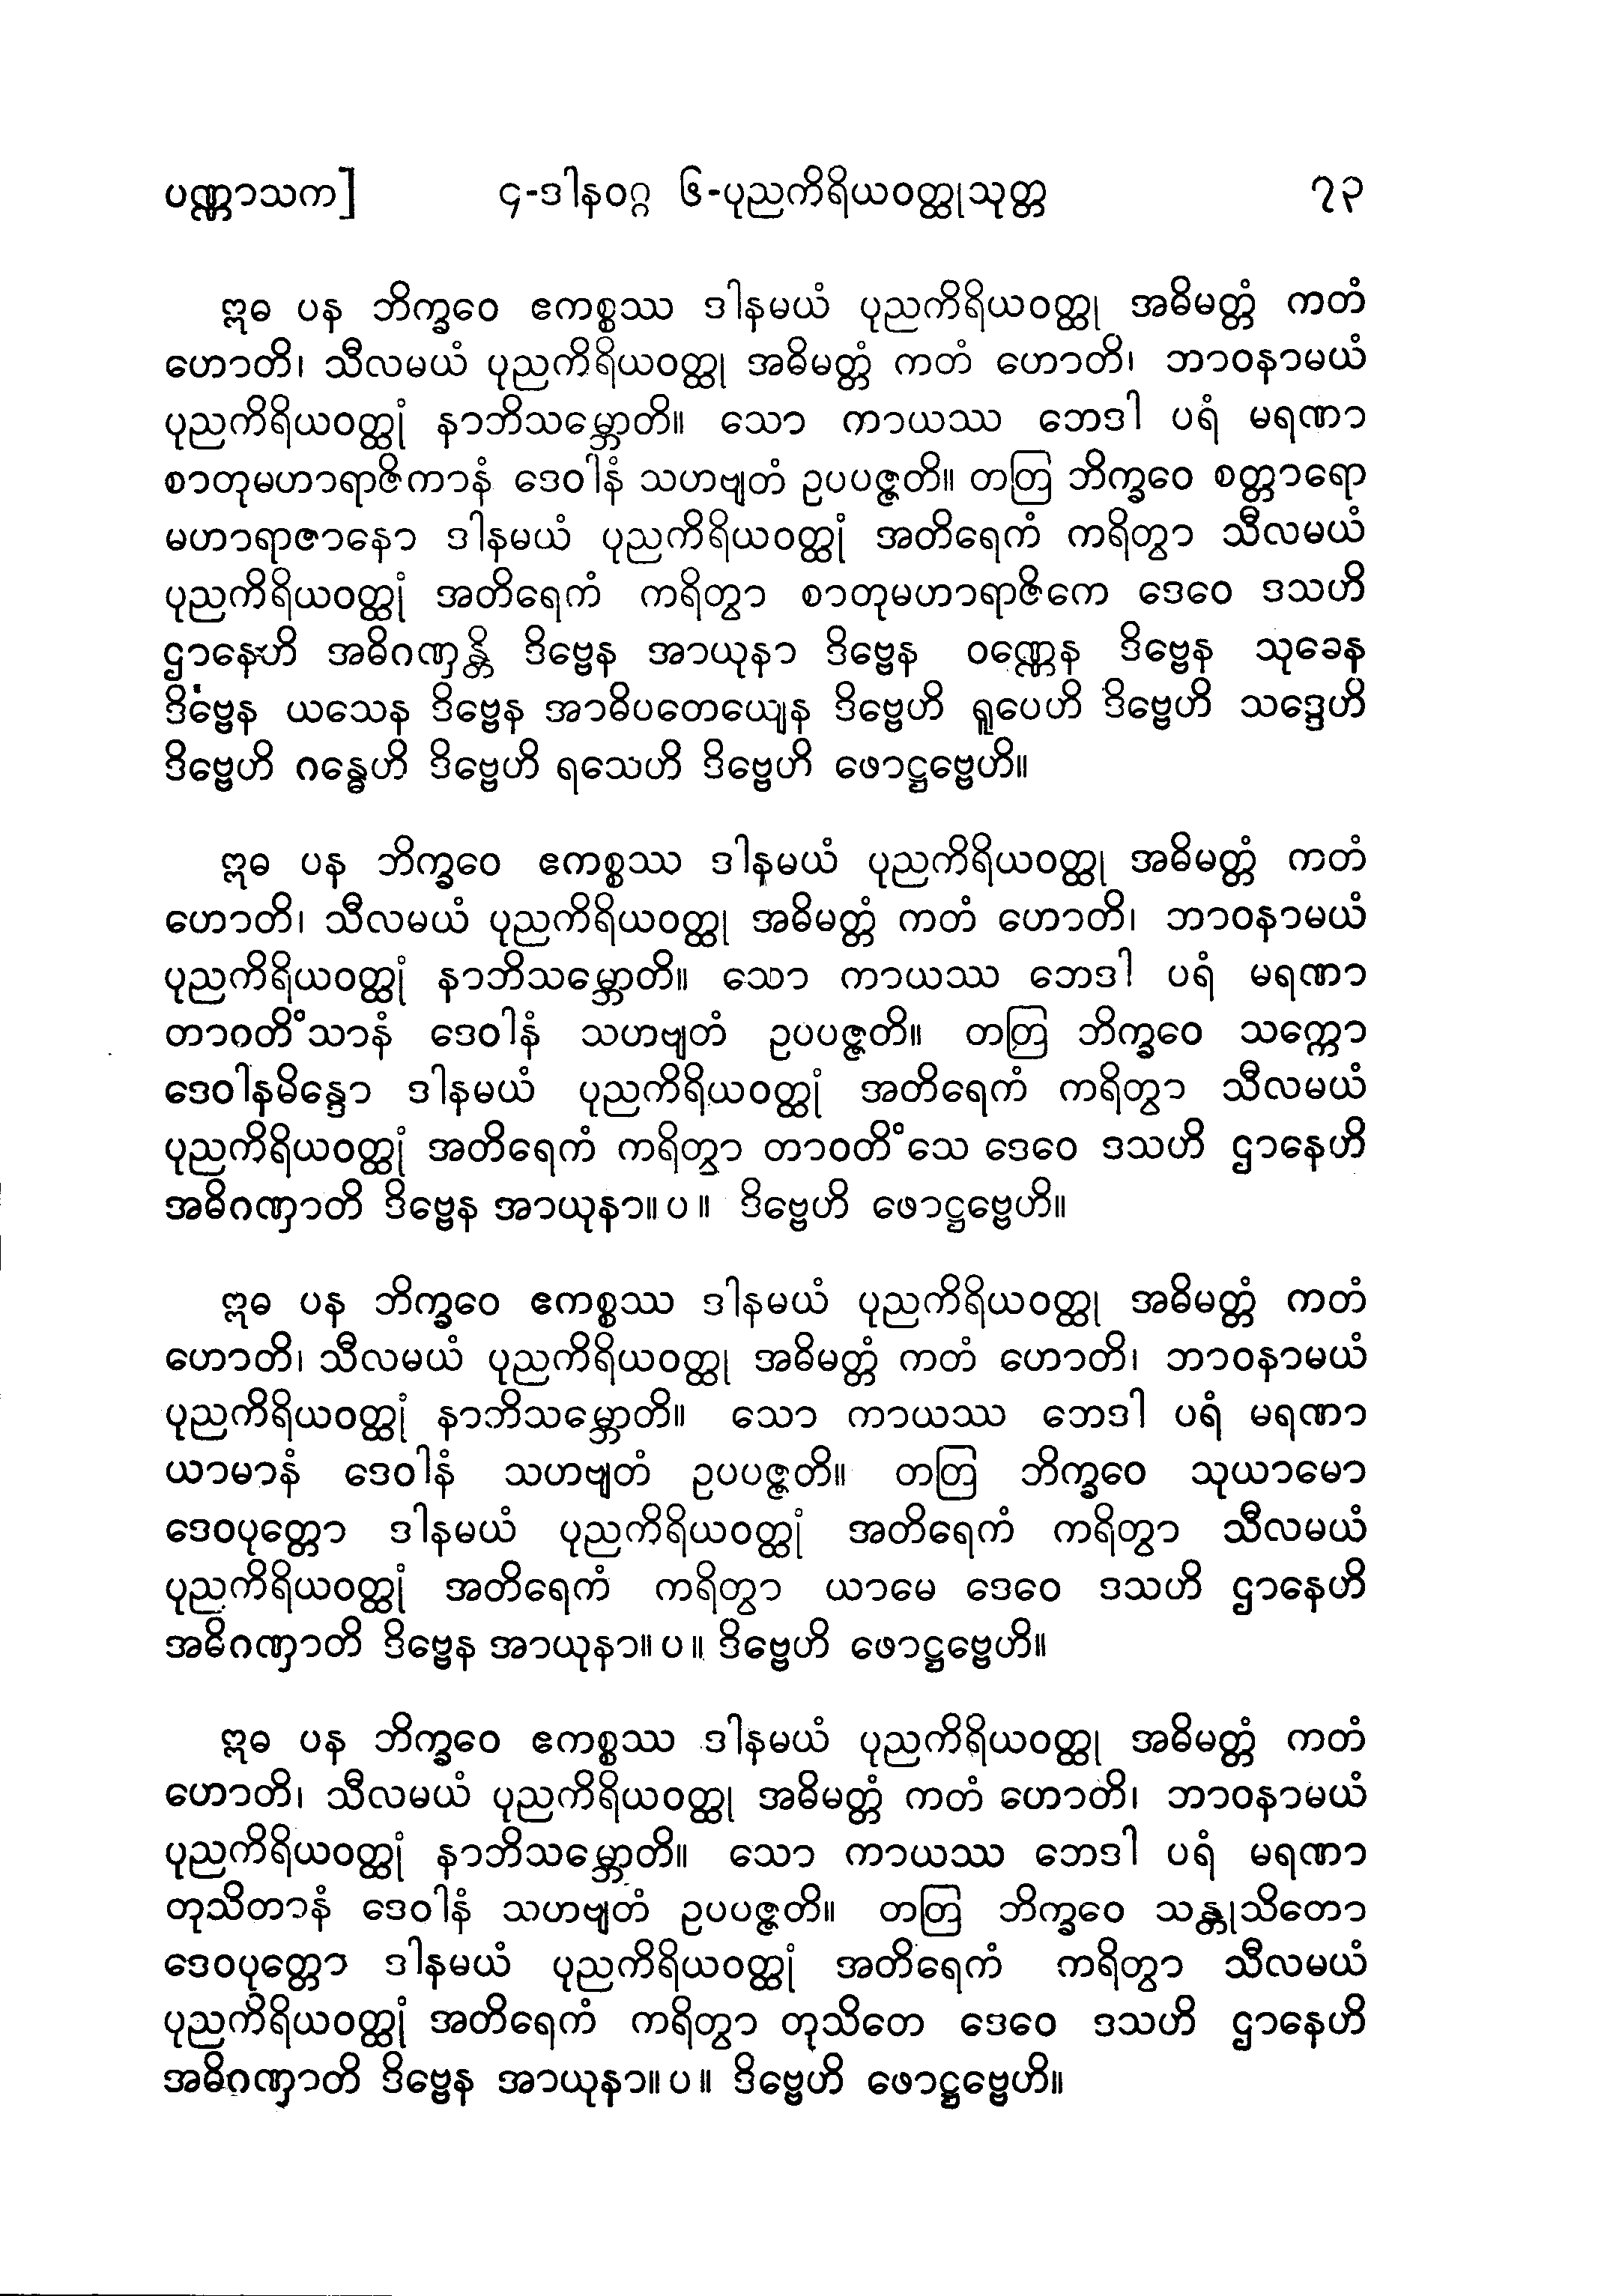 ပဏ္ဏာသက] ၄-ဒါနဝဂ္ဂ ၆-ပုညကိရိယဝတ္ထုသုတ္တ ၇၃
ဣဓ ပန ဘိက္ခဝေ ဧကစ္စဿ ဒါနမယံ ပုညကိရိယဝတ္ထု အဓိမတ္တံ ကတံ
ဟောတိ၊ သီလမယံ ပုညကိရိယဝတ္ထု အဓိမတ္တံ ကတံ ဟောတိ၊ ဘာဝနာမယံ
ပုညကိရိယဝတ္ထုံ နာဘိသမ္ဘောတိ။ သော ကာယဿ ဘေဒါ ပရံ မရဏာ
စာတုမဟာရာဇိကာနံ ဒေဝါနံ သဟဗျတံ ဥပပဇ္ဇတိ။ တတြ ဘိက္ခဝေ စတ္တာရော
မဟာရာဇာနော ဒါနမယံ ပုညကိရိယဝတ္ထုံ အတိရေကံ ကရိတွာ သီလမယံ
ပုညကိရိယဝတ္ထုံ အတိရေကံ ကရိတွာ စာတုမဟာရာဇိကေ ဒေဝေ ဒသဟိ
ဌာနေဟိ အဓိဂဏှန္တိ ဒိဗ္ဗေန အာယုနာ ဒိဗ္ဗေန ဝဏ္ဏေန ဒိဗ္ဗေန သုခေန
ဒိဗ္ဗေန ယသေန ဒိဗ္ဗေန အာဓိပတေယျေန ဒိဗ္ဗေဟိ ရူပေဟိ ဒိဗ္ဗေဟိ သဒ္ဒေဟိ
ဒိဗ္ဗေဟိ ဂန္ဓေဟိ ဒိဗ္ဗေဟိ ရသေဟိ ဒိဗ္ဗေဟိ ဖောဋ္ဌဗ္ဗေဟိ။
ဣဓ ပန ဘိက္ခဝေ ဧကစ္စဿ ဒါနမယံ ပုညကိရိယဝတ္ထု အဓိမတ္တံ ကတံ
ဟောတိ၊ သီလမယံ ပုညကိရိယဝတ္ထု အဓိမတ္တံ ကတံ ဟောတိ၊ ဘာဝနာမယံ
ပုညကိရိယဝတ္ထုံ နာဘိသမ္ဘောတိ။ သော ကာယဿ ဘေဒါ ပရံ မရဏာ
တာဂတိံသာနံ ဒေဝါနံ သဟဗျတံ ဥပပဇ္ဇတိ။ တတြ ဘိက္ခဝေ သက္ကော
ဒေဝါနမိန္ဒော ဒါနမယံ ပုညကိရိယဝတ္ထုံ အတိရေကံ ကရိတွာ သီလမယံ
ပုညကိရိယဝတ္ထုံ အတိရေကံ ကရိတွာ တာဝတိံသေ ဒေဝေ ဒသဟိ ဌာနေဟိ
အဓိဂဏှာတိ ဒိဗ္ဗေန အာယုနာ။ ပ ။ ဒိဗ္ဗေဟိ ဖောဋ္ဌဗ္ဗေဟိ။
ဣဓ ပန ဘိက္ခဝေ ဧကစ္စဿ ဒါနမယံ ပုညကိရိယဝတ္ထု အဓိမတ္တံ ကတံ
ဟောတိ၊ သီလမယံ ပုညကိရိယဝတ္ထု အဓိမတ္တံ ကတံ ဟောတိ၊ ဘာဝနာမယံ
ပုညကိရိယဝတ္ထုံ နာဘိသမ္ဘောတိ။ သော ကာယဿ ဘေဒါ ပရံ မရဏာ
ယာမာနံ ဒေဝါနံ သဟဗျတံ ဥပပဇ္ဇတိ။ တတြ ဘိက္ခဝေ သုယာမော
ဒေဝပုတ္တော ဒါနမယံ ပုညကိရိယဝတ္ထုံ အတိရေကံ ကရိတွာ သီလမယံ
ပုညကိရိယဝတ္ထုံ အတိရေကံ ကရိတွာ ယာမေ ဒေဝေ ဒသဟိ ဌာနေဟိ
အဓိဂဏှာတိ ဒိဗ္ဗေန အာယုနာ။ ပ ။ ဒိဗ္ဗေဟိ ဖောဋ္ဌဗ္ဗေဟိ။
ဣဓ ပန ဘိက္ခဝေ ဧကစ္စဿ ဒါနမယံ ပုညကိရိယဝတ္ထု အဓိမတ္တံ ကတံ
ဟောတိ၊ သီလမယံ ပုညကိရိယဝတ္ထု အဓိမတ္တံ ကတံ ဟောတိ၊ ဘာဝနာမယံ
ပုညကိရိယဝတ္ထုံ နာဘိသမ္ဘောတိ။ သော ကာယဿ ဘေဒါ ပရံ မရဏာ
တုသိတာနံ ဒေဝါနံ သဟဗျတံ ဥပပဇ္ဇတိ။ တတြ ဘိက္ခဝေ သန္တုသိတော
ဒေဝပုတ္တော ဒါနမယံ ပုညကိရိယဝတ္ထုံ အတိရေကံ ကရိတွာ သီလမယံ
ပုညကိရိယဝတ္ထုံ အတိရေကံ ကရိတွာ တုသိတေ ဒေဝေ ဒသဟိ ဌာနေဟိ
အဓိဂဏှာတိ ဒိဗ္ဗေန အာယုနာ။ ပ ။ ဒိဗ္ဗေဟိ ဖောဋ္ဌဗ္ဗေဟိ။